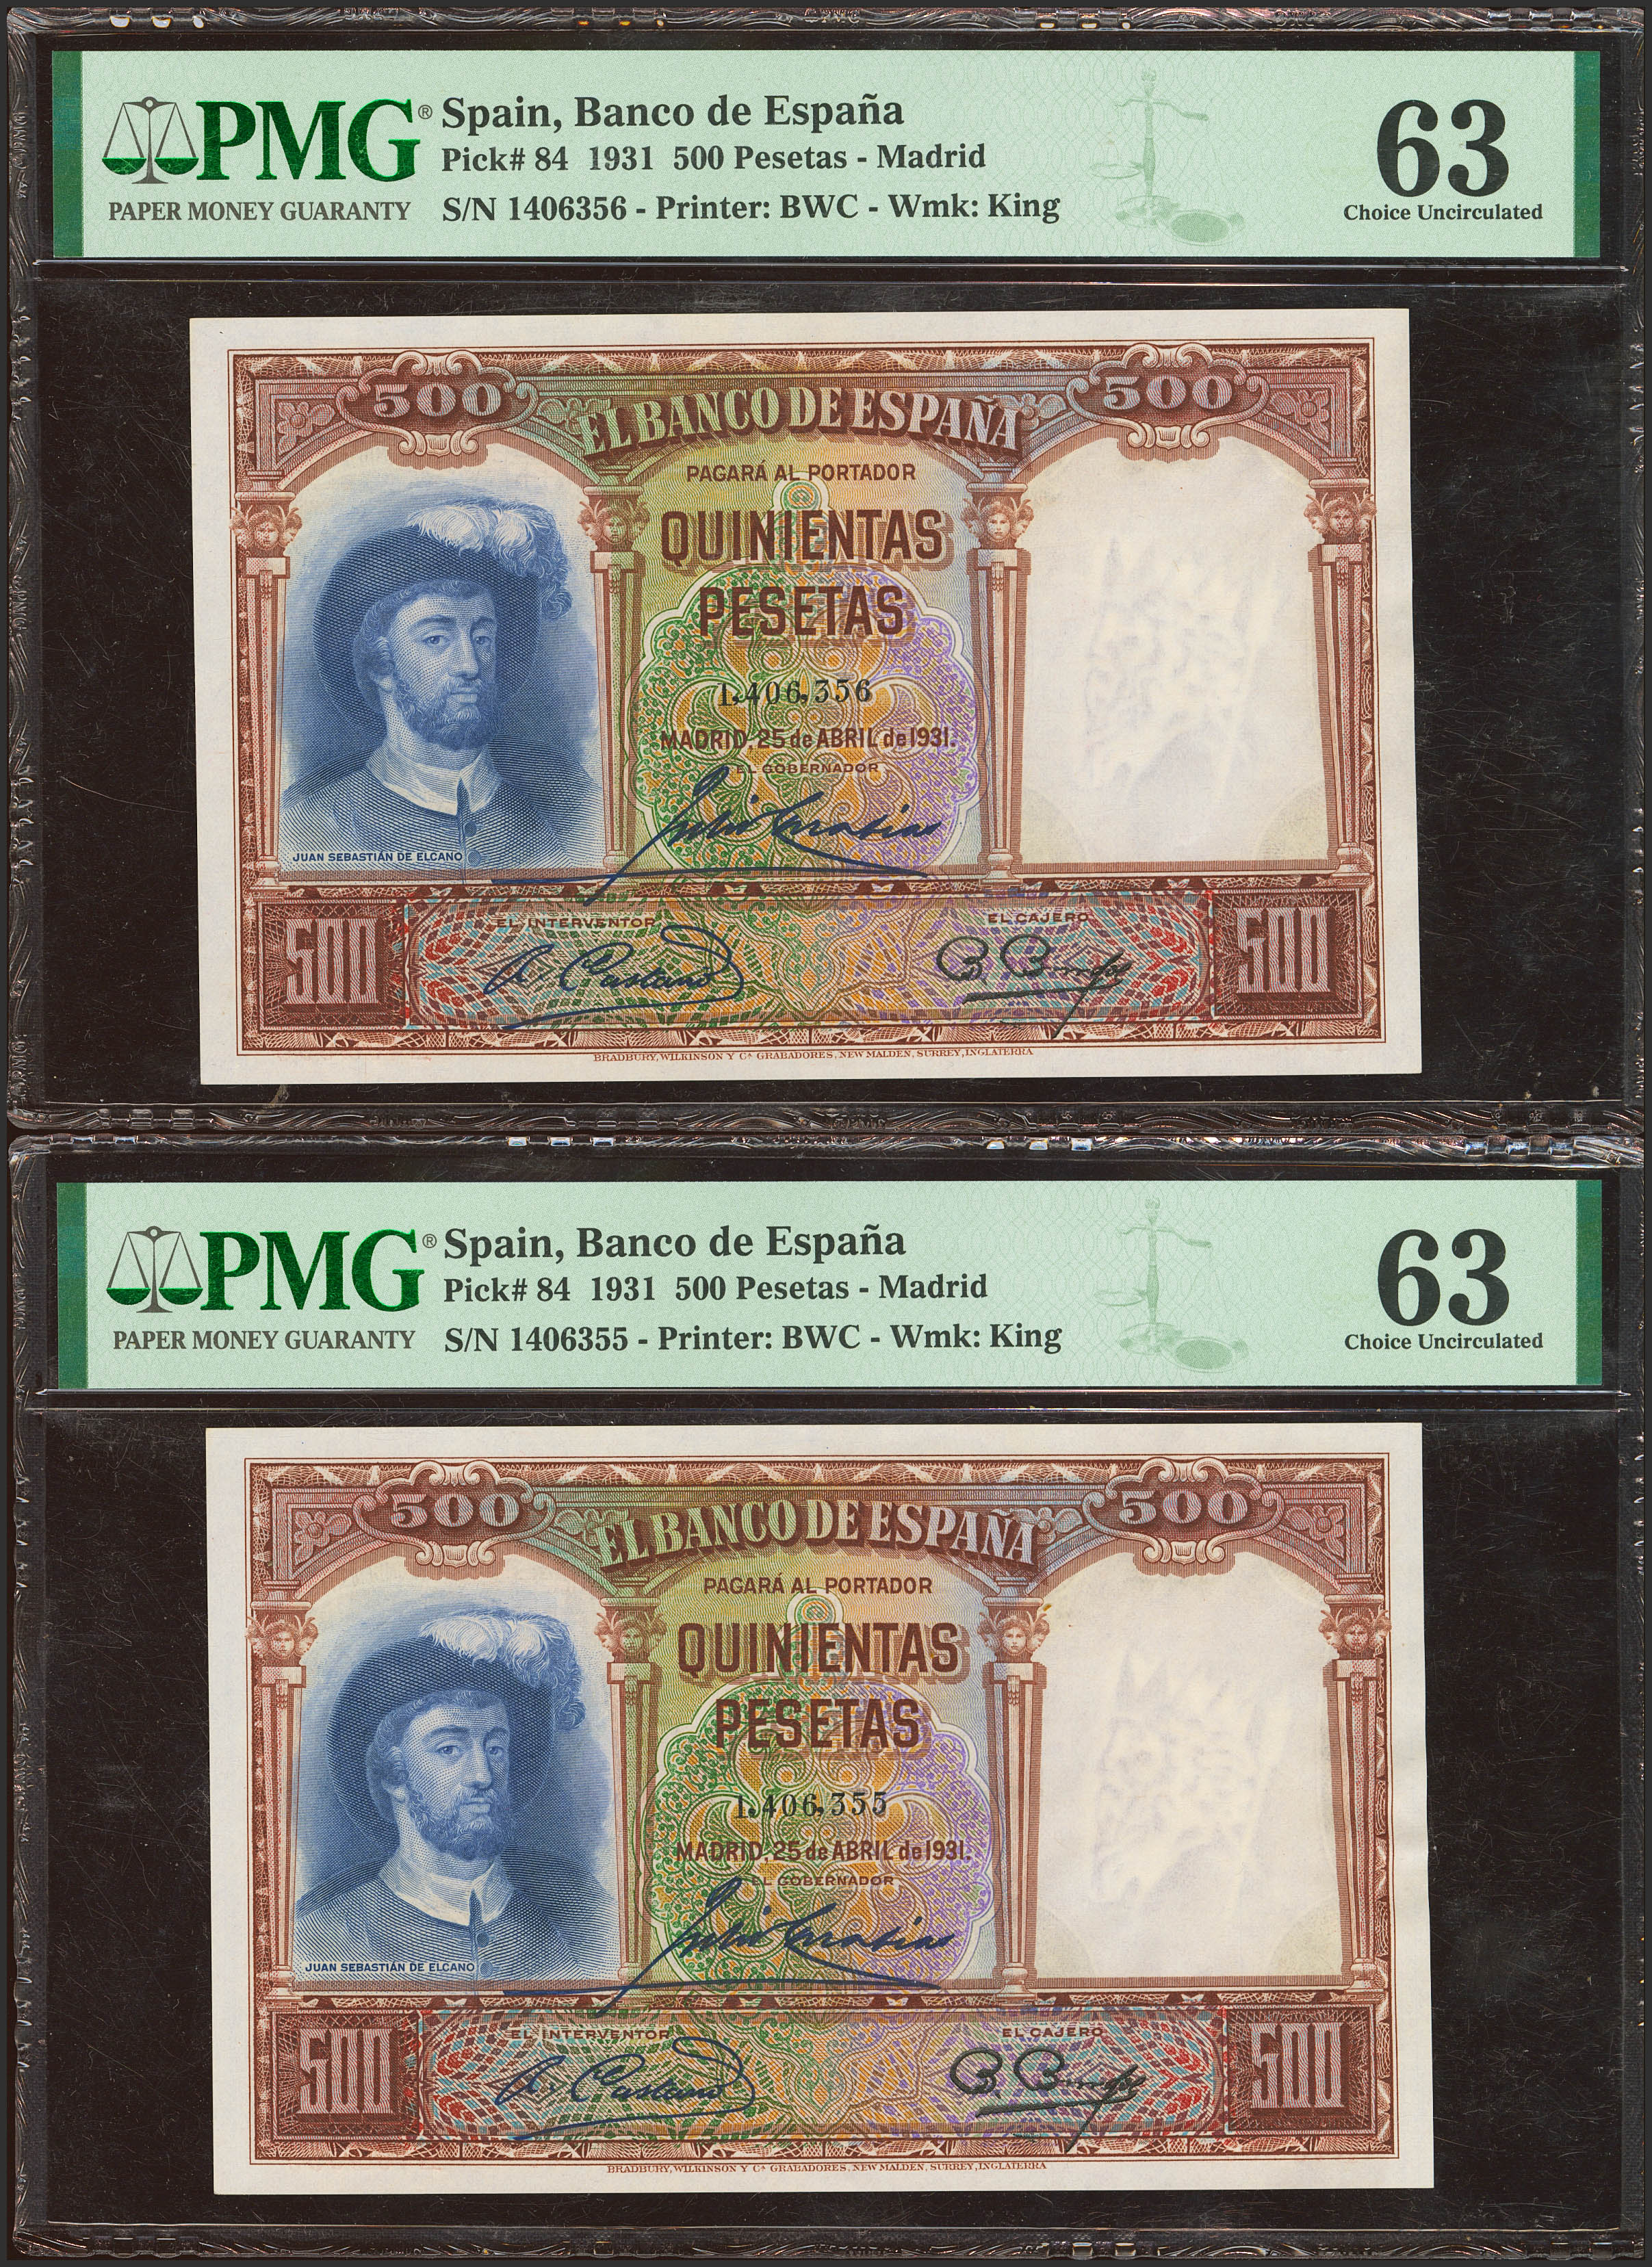 PMG® Spain, Banco de España
Pick# 84 1931 500 Pesetas - Madrid
PAPER MONEY GUARANTY S/N 1406356 - Printer: BWC - Wmk: King
63
Choice Uncirculated
500 500
EL BANCO DE ESPAÑA
PAGARÁ AL PORTADOR
QUINIENTAS
PESETAS
1,406,356
MADRID, 25 de ABRIL de 1931.
EL GOBERNADOR
JUAN SEBASTIÁN DE ELCANO
EL INTERVENTOR EL CAJERO
500 500
BRADBURY, WILKINSON Y Cª GRABADORES, NEW MALDEN, SURREY, INGLATERRA
PMG® Spain, Banco de España
Pick# 84 1931 500 Pesetas - Madrid
PAPER MONEY GUARANTY S/N 1406355 - Printer: BWC - Wmk: King
63
Choice Uncirculated
500 500
EL BANCO DE ESPAÑA
PAGARÁ AL PORTADOR
QUINIENTAS
PESETAS
1,406,355
MADRID, 25 de ABRIL de 1931.
EL GOBERNADOR
JUAN SEBASTIÁN DE ELCANO
EL INTERVENTOR EL CAJERO
500 500
BRADBURY, WILKINSON Y Cª GRABADORES, NEW MALDEN, SURREY, INGLATERRA